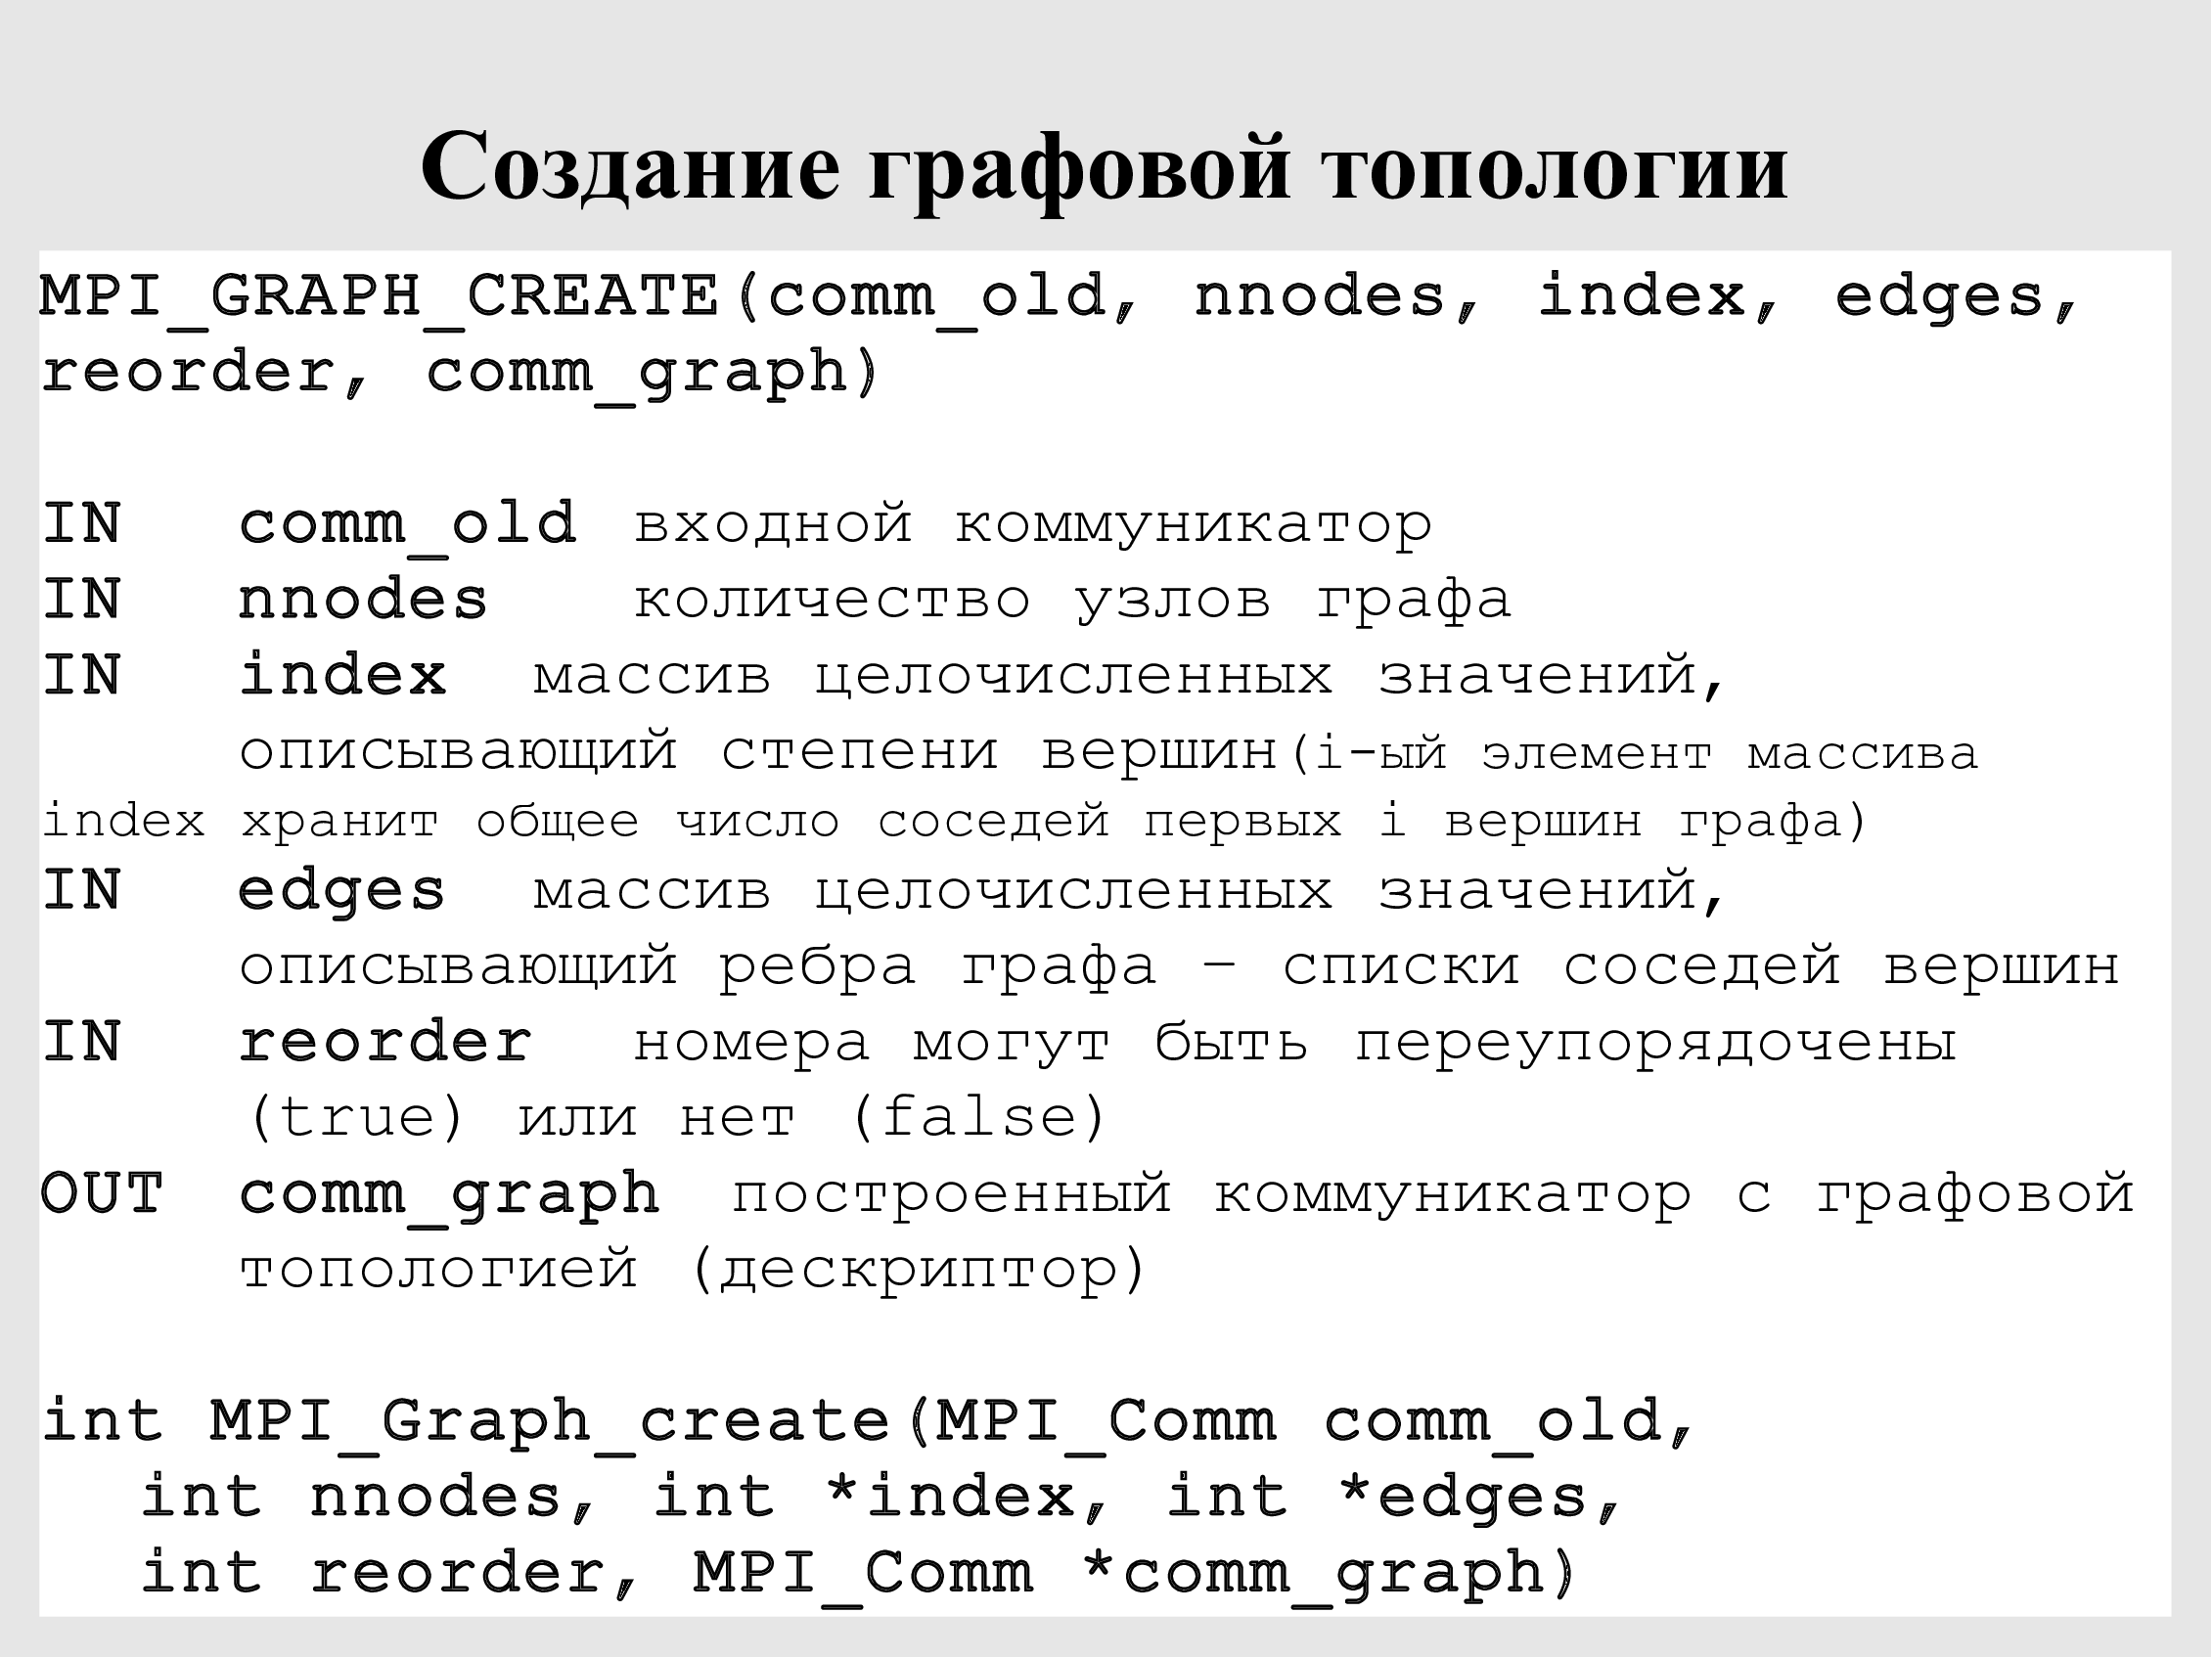 Создание графовой топологии
MPI_GRAPH_CREATE(comm_old, nnodes, index, edges,
reorder, comm_graph)
IN comm_old входной коммуникатор
IN nnodes количество узлов графа
IN index массив целочисленных значений,
описывающий степени вершин(i-ый элемент массива
index хранит общее число соседей первых i вершин графа)
IN edges массив целочисленных значений,
описывающий ребра графа – списки соседей вершин
IN reorder номера могут быть переупорядочены
(true) или нет (false)
OUT comm_graph построенный коммуникатор с графовой
топологией (дескриптор)
int MPI_Graph_create(MPI_Comm comm_old,
int nnodes, int *index, int *edges,
int reorder, MPI_Comm *comm_graph)